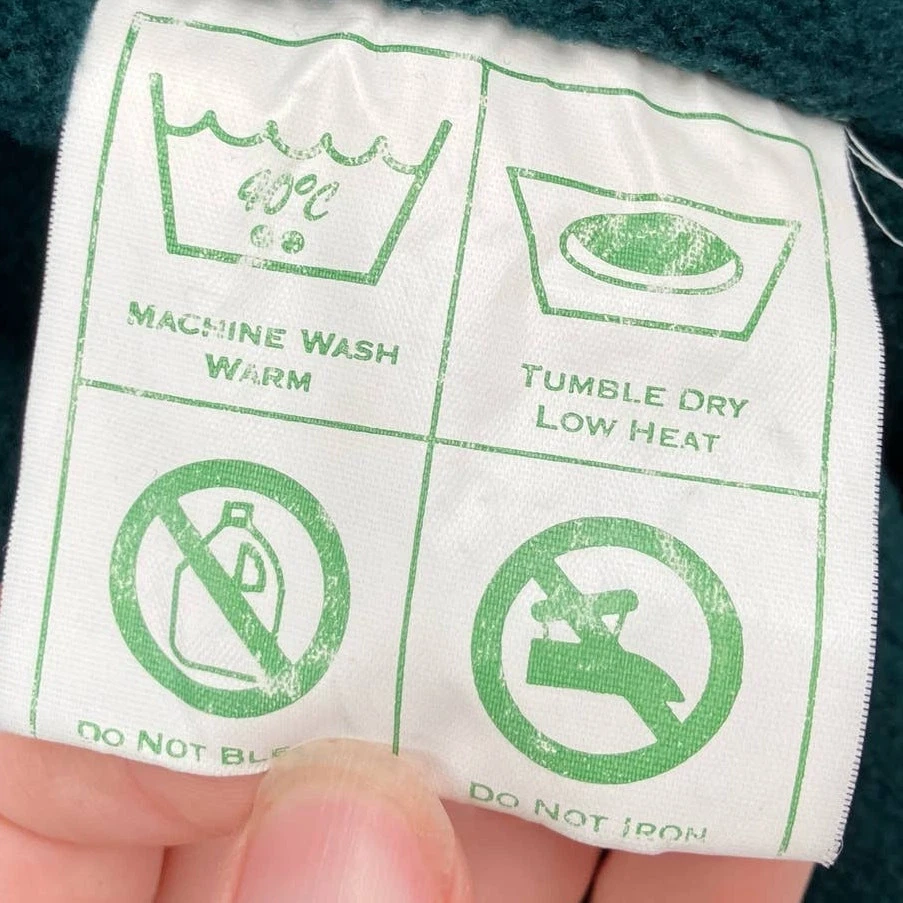 40°C
MACHINE WASH
WARM
TUMBLE DRY
LOW HEAT
DO NOT
DO NOT IRON